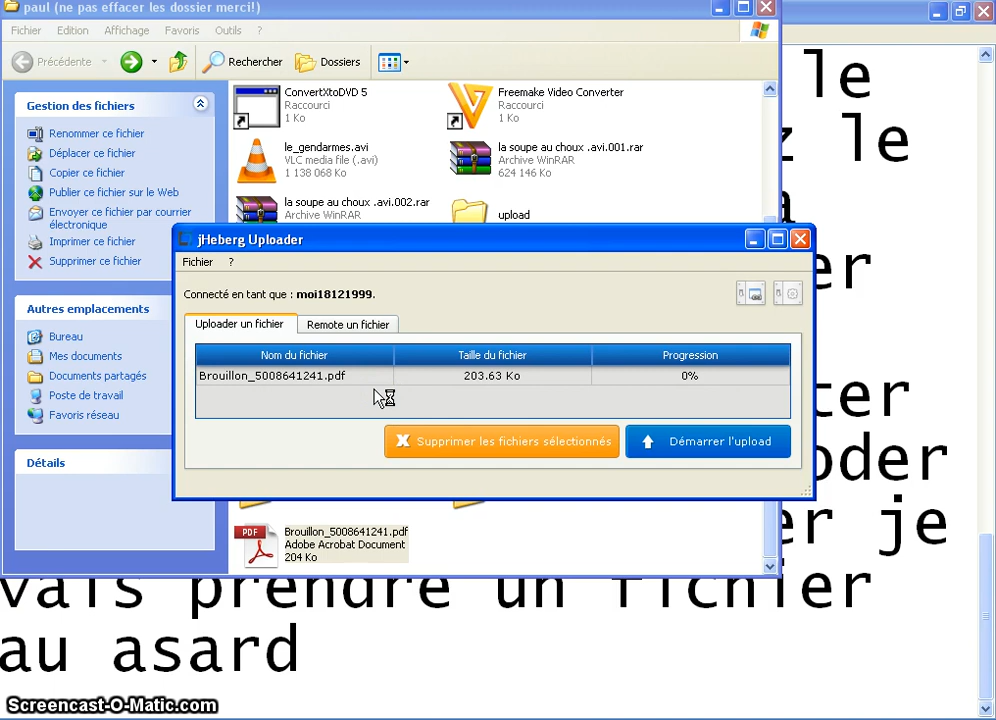 paul (ne pas effacer les dossier merci!)
Fichier Edition Affichage Favoris Outils ?
Précédente Rechercher Dossiers
Gestion des fichiers
Renommer ce fichier
Déplacer ce fichier
Copier ce fichier
Publier ce fichier sur le Web
Envoyer ce fichier par courrier
électronique
Imprimer ce fichier
Supprimer ce fichier
Autres emplacements
Bureau
Mes documents
Documents partagés
Poste de travail
Favoris réseau
Détails
ConvertXtoDVD 5
Raccourci
1 Ko
Freemake Video Converter
Raccourci
1 Ko
le_gendarmes.avi
VLC media file (.avi)
1 138 068 Ko
la soupe au choux .avi.001.rar
Archive WinRAR
624 146 Ko
la soupe au choux .avi.002.rar
Archive WinRAR
upload
jHeberg Uploader
Fichier ?
Connecté en tant que : moi18121999.
Uploader un fichier Remote un fichier
Nom du fichier Taille du fichier Progression
Brouillon_5008641241.pdf 203.63 Ko 0%
Supprimer les fichiers sélectionnés Démarrer l'upload
PDF
Brouillon_5008641241.pdf
Adobe Acrobat Document
204 Ko
le
z le
a
er
ter
oder
er je
vais prendre un fichier
au asard
Screencast-O-Matic.com